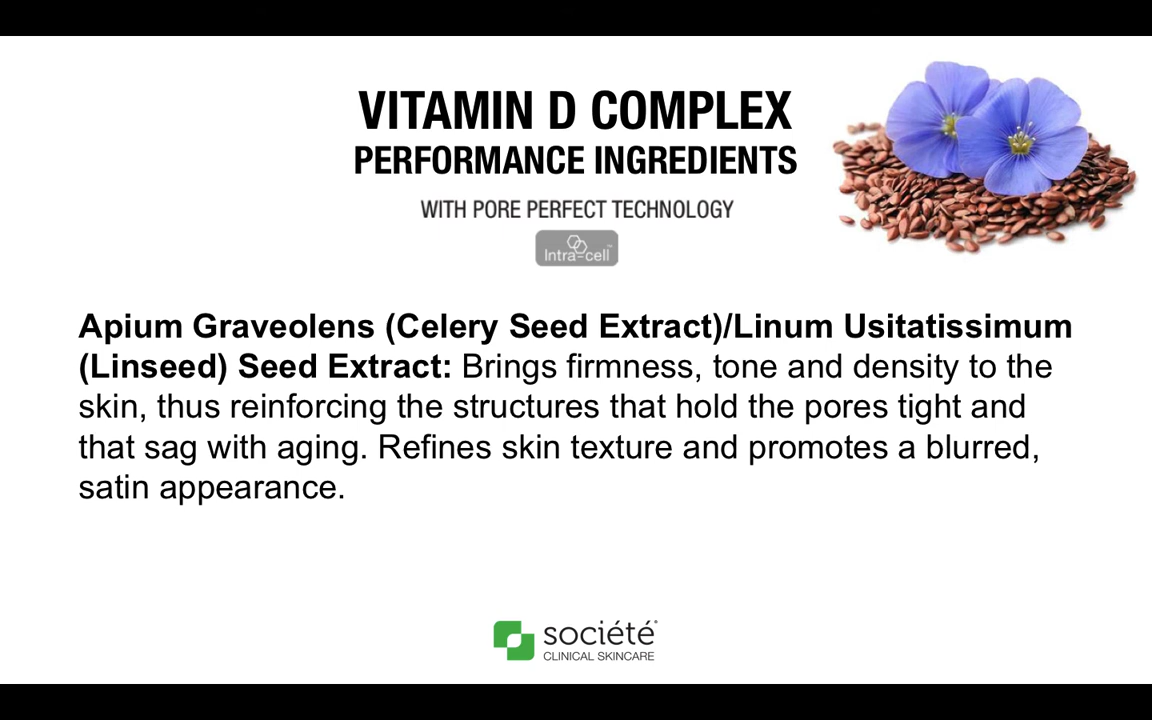 VITAMIN D COMPLEX
PERFORMANCE INGREDIENTS
WITH PORE PERFECT TECHNOLOGY
Intra-cell™
Apium Graveolens (Celery Seed Extract)/Linum Usitatissimum
(Linseed) Seed Extract: Brings firmness, tone and density to the
skin, thus reinforcing the structures that hold the pores tight and
that sag with aging. Refines skin texture and promotes a blurred,
satin appearance.
société®
CLINICAL SKINCARE